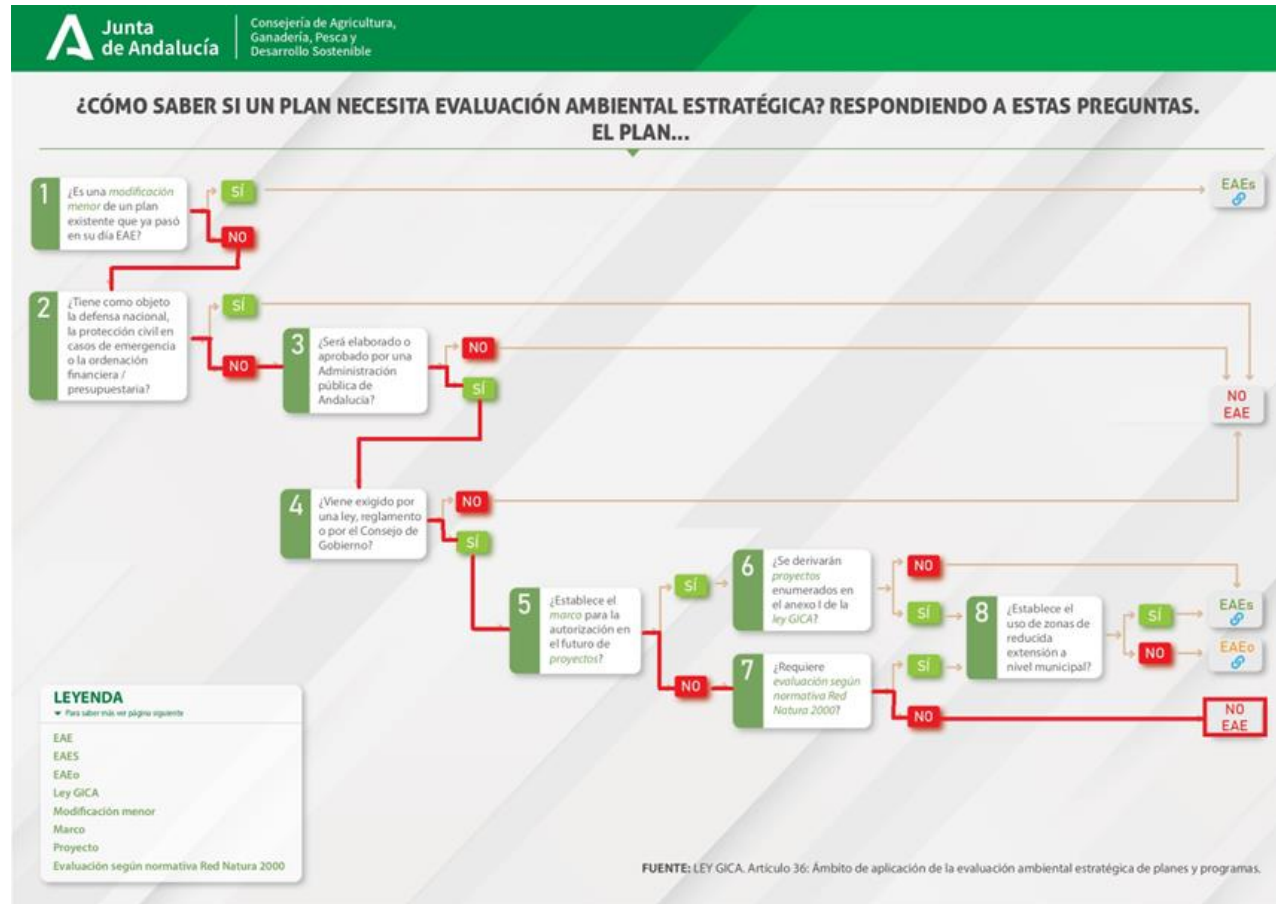 Junta
de Andalucía
Consejería de Agricultura,
Ganadería, Pesca y
Desarrollo Sostenible
¿CÓMO SABER SI UN PLAN NECESITA EVALUACIÓN AMBIENTAL ESTRATÉGICA? RESPONDIENDO A ESTAS PREGUNTAS.
EL PLAN...
1
¿Es una modificación
menor de un plan
existente que ya pasó
en su día EAE?
SÍ
NO
EAEs
2
¿Tiene como objeto
la defensa nacional,
la protección civil en
casos de emergencia
o la ordenación
financiera /
presupuestaria?
SÍ
NO
3
¿Será elaborado o
aprobado por una
Administración
pública de
Andalucía?
NO
SÍ
NO
EAE
4
¿Viene exigido por
una ley, reglamento
o por el Consejo de
Gobierno?
NO
SÍ
5
¿Establece el
marco para la
autorización en
el futuro de
proyectos?
SÍ
NO
6
¿Se derivarán
proyectos
enumerados en
el anexo I de la
ley GICA?
NO
SÍ
7
¿Requiere
evaluación según
normativa Red
Natura 2000?
SÍ
NO
8
¿Establece el
uso de zonas de
reducida
extensión a
nivel municipal?
SÍ
NO
EAEs
EAEo
NO
EAE
LEYENDA
Para saber más ver página siguiente
EAE
EAES
EAEo
Ley GICA
Modificación menor
Marco
Proyecto
Evaluación según normativa Red Natura 2000
FUENTE: LEY GICA. Artículo 36: Ámbito de aplicación de la evaluación ambiental estratégica de planes y programas.